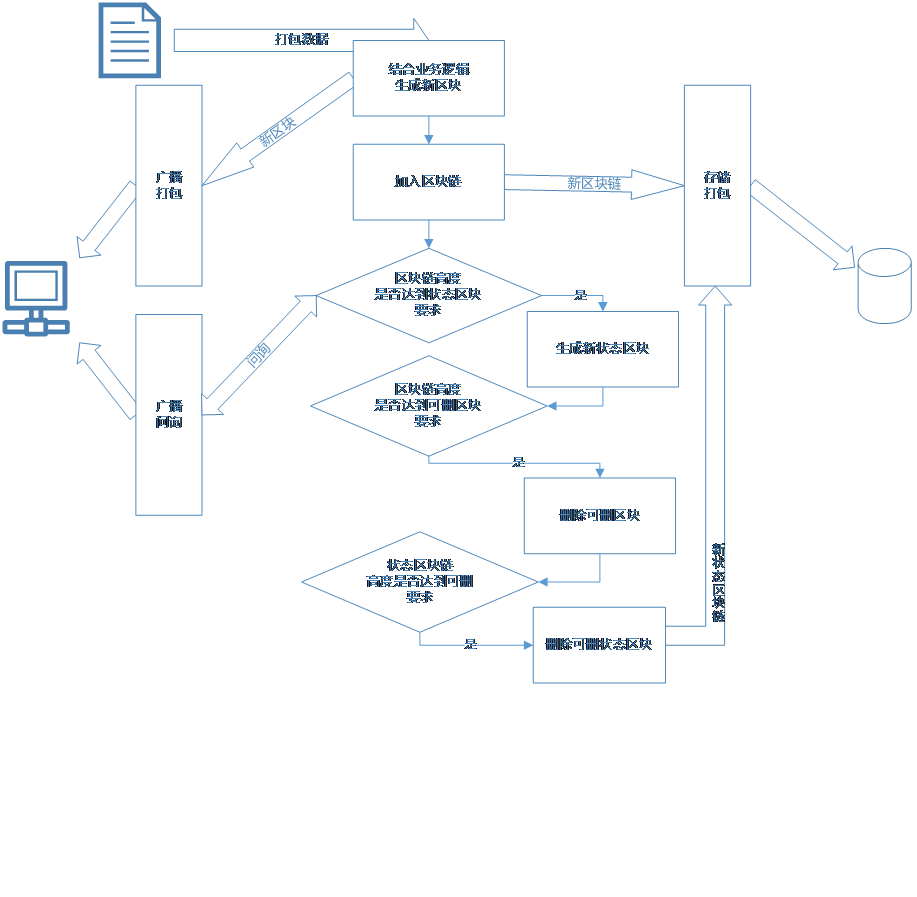 打包数据
结合业务逻辑
生成新区块
新区块
广播
打包
加入区块链
新区块链
存储
打包
区块链高度
是否达到状态区块
要求
是
生成新状态区块
问询
广播
问询
区块链高度
是否达到可删区块
要求
是
删除可删区块
状态区块链
高度是否达到可删
要求
是
删除可删状态区块
新状态区块链